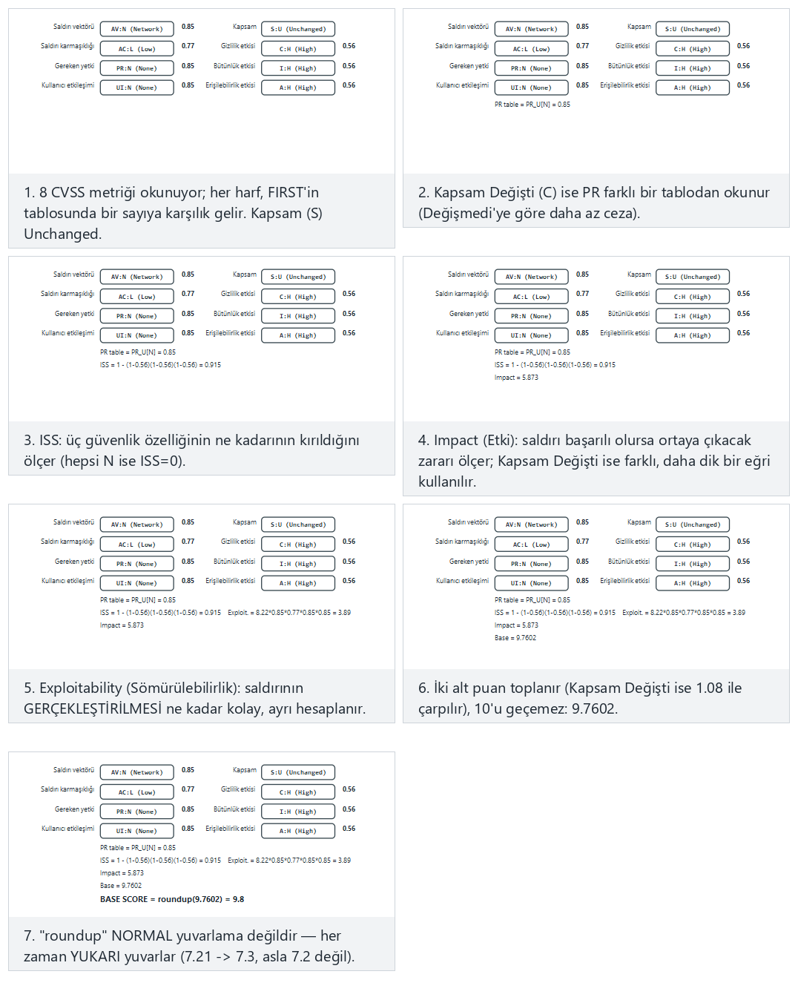 Saldırı vektörü AV:N (Network) 0.85 Kapsam S:U (Unchanged)
Saldırı karmaşıklığı AC:L (Low) 0.77 Gizlilik etkisi C:H (High) 0.56
Gereken yetki PR:N (None) 0.85 Bütünlük etkisi I:H (High) 0.56
Kullanıcı etkileşimi UI:N (None) 0.85 Erişilebilirlik etkisi A:H (High) 0.56
1. 8 CVSS metriği okunuyor; her harf, FIRST'in
tablosunda bir sayıya karşılık gelir. Kapsam (S)
Unchanged.
Saldırı vektörü AV:N (Network) 0.85 Kapsam S:U (Unchanged)
Saldırı karmaşıklığı AC:L (Low) 0.77 Gizlilik etkisi C:H (High) 0.56
Gereken yetki PR:N (None) 0.85 Bütünlük etkisi I:H (High) 0.56
Kullanıcı etkileşimi UI:N (None) 0.85 Erişilebilirlik etkisi A:H (High) 0.56
PR table = PR_U[N] = 0.85
2. Kapsam Değişti (C) ise PR farklı bir tablodan okunur
(Değişmedi'ye göre daha az ceza).
Saldırı vektörü AV:N (Network) 0.85 Kapsam S:U (Unchanged)
Saldırı karmaşıklığı AC:L (Low) 0.77 Gizlilik etkisi C:H (High) 0.56
Gereken yetki PR:N (None) 0.85 Bütünlük etkisi I:H (High) 0.56
Kullanıcı etkileşimi UI:N (None) 0.85 Erişilebilirlik etkisi A:H (High) 0.56
PR table = PR_U[N] = 0.85
ISS = 1 - (1-0.56)(1-0.56)(1-0.56) = 0.915
3. ISS: üç güvenlik özelliğinin ne kadarının kırıldığını
ölçer (hepsi N ise ISS=0).
Saldırı vektörü AV:N (Network) 0.85 Kapsam S:U (Unchanged)
Saldırı karmaşıklığı AC:L (Low) 0.77 Gizlilik etkisi C:H (High) 0.56
Gereken yetki PR:N (None) 0.85 Bütünlük etkisi I:H (High) 0.56
Kullanıcı etkileşimi UI:N (None) 0.85 Erişilebilirlik etkisi A:H (High) 0.56
PR table = PR_U[N] = 0.85
ISS = 1 - (1-0.56)(1-0.56)(1-0.56) = 0.915
Impact = 5.873
4. Impact (Etki): saldırı başarılı olursa ortaya çıkacak
zararı ölçer; Kapsam Değişti ise farklı, daha dik bir eğri
kullanılır.
Saldırı vektörü AV:N (Network) 0.85 Kapsam S:U (Unchanged)
Saldırı karmaşıklığı AC:L (Low) 0.77 Gizlilik etkisi C:H (High) 0.56
Gereken yetki PR:N (None) 0.85 Bütünlük etkisi I:H (High) 0.56
Kullanıcı etkileşimi UI:N (None) 0.85 Erişilebilirlik etkisi A:H (High) 0.56
PR table = PR_U[N] = 0.85
ISS = 1 - (1-0.56)(1-0.56)(1-0.56) = 0.915 Exploit. = 8.22*0.85*0.77*0.85*0.85 = 3.89
Impact = 5.873
5. Exploitability (Sömürülebilirlik): saldırının
GERÇEKLEŞTİRİLMESİ ne kadar kolay, ayrı hesaplanır.
Saldırı vektörü AV:N (Network) 0.85 Kapsam S:U (Unchanged)
Saldırı karmaşıklığı AC:L (Low) 0.77 Gizlilik etkisi C:H (High) 0.56
Gereken yetki PR:N (None) 0.85 Bütünlük etkisi I:H (High) 0.56
Kullanıcı etkileşimi UI:N (None) 0.85 Erişilebilirlik etkisi A:H (High) 0.56
PR table = PR_U[N] = 0.85
ISS = 1 - (1-0.56)(1-0.56)(1-0.56) = 0.915 Exploit. = 8.22*0.85*0.77*0.85*0.85 = 3.89
Impact = 5.873
Base = 9.7602
6. İki alt puan toplanır (Kapsam Değişti ise 1.08 ile
çarpılır), 10'u geçemez: 9.7602.
Saldırı vektörü AV:N (Network) 0.85 Kapsam S:U (Unchanged)
Saldırı karmaşıklığı AC:L (Low) 0.77 Gizlilik etkisi C:H (High) 0.56
Gereken yetki PR:N (None) 0.85 Bütünlük etkisi I:H (High) 0.56
Kullanıcı etkileşimi UI:N (None) 0.85 Erişilebilirlik etkisi A:H (High) 0.56
PR table = PR_U[N] = 0.85
ISS = 1 - (1-0.56)(1-0.56)(1-0.56) = 0.915 Exploit. = 8.22*0.85*0.77*0.85*0.85 = 3.89
Impact = 5.873
Base = 9.7602
BASE SCORE = roundup(9.7602) = 9.8
7. "roundup" NORMAL yuvarlama değildir — her
zaman YUKARI yuvarlar (7.21 -> 7.3, asla 7.2 değil).